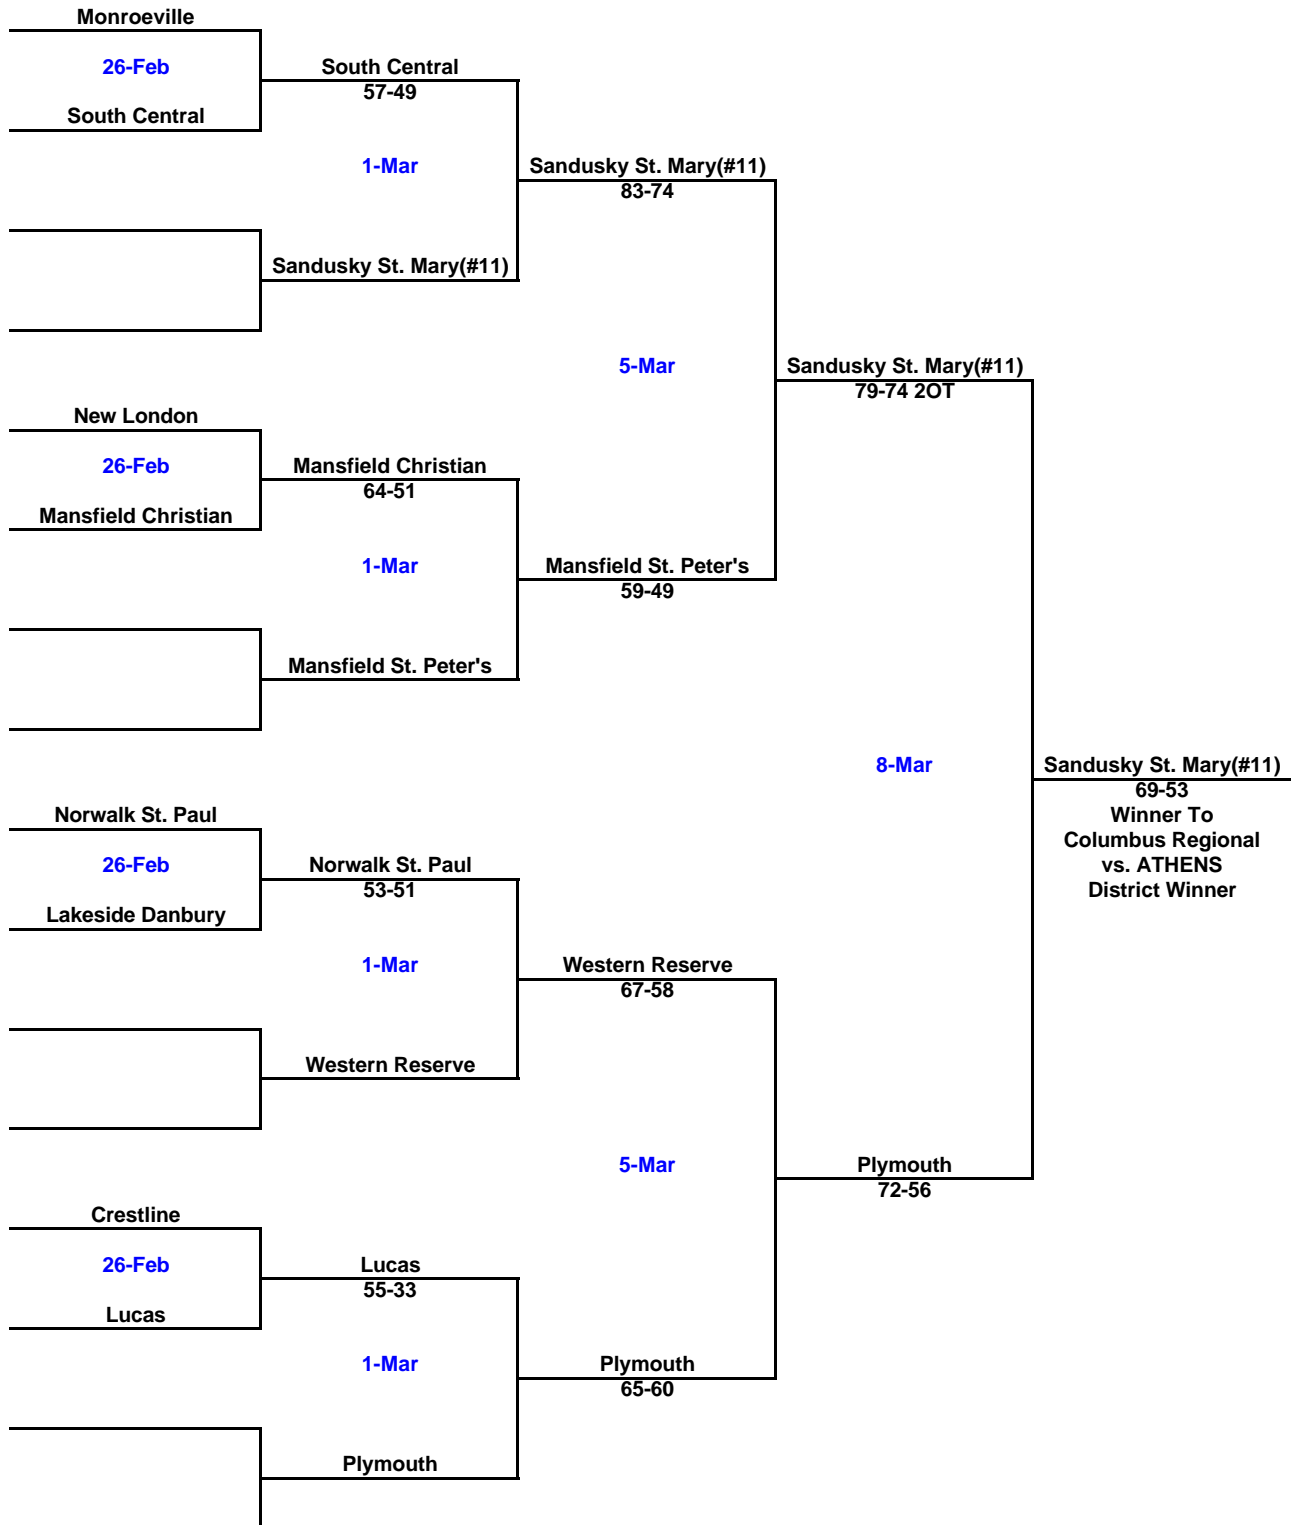 Monroeville
26-Feb
South Central
South Central
57-49
1-Mar
Sandusky St. Mary(#11)
Sandusky St. Mary(#11)
83-74
5-Mar
Sandusky St. Mary(#11)
79-74 2OT
New London
26-Feb
Mansfield Christian
Mansfield Christian
64-51
1-Mar
Mansfield St. Peter's
Mansfield St. Peter's
59-49
8-Mar
Sandusky St. Mary(#11)
69-53
Winner To
Columbus Regional
vs. ATHENS
District Winner
Norwalk St. Paul
26-Feb
Lakeside Danbury
Norwalk St. Paul
53-51
1-Mar
Western Reserve
Western Reserve
67-58
5-Mar
Plymouth
72-56
Crestline
26-Feb
Lucas
Lucas
55-33
1-Mar
Plymouth
Plymouth
65-60